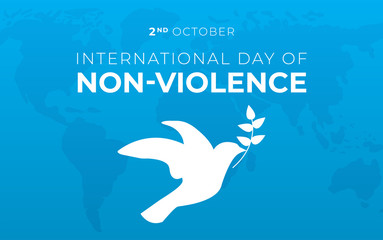 2ND OCTOBER
INTERNATIONAL DAY OF
NON-VIOLENCE